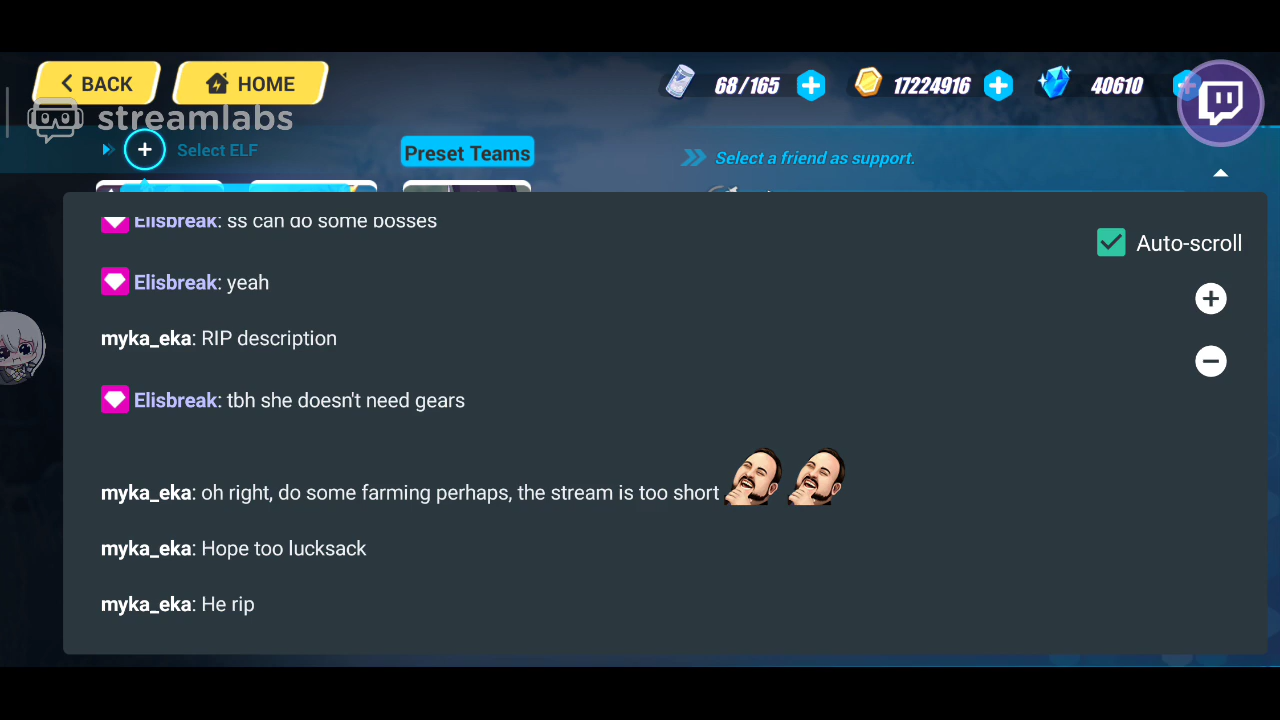 BACK
HOME
68/165
17224916
40610
streamlabs
Select ELF
Preset Teams
Select a friend as support.
Elisbreak: ss can do some bosses
Auto-scroll
Elisbreak: yeah
myka_eka: RIP description
Elisbreak: tbh she doesn't need gears
myka_eka: oh right, do some farming perhaps, the stream is too short
myka_eka: Hope too lucksack
myka_eka: He rip